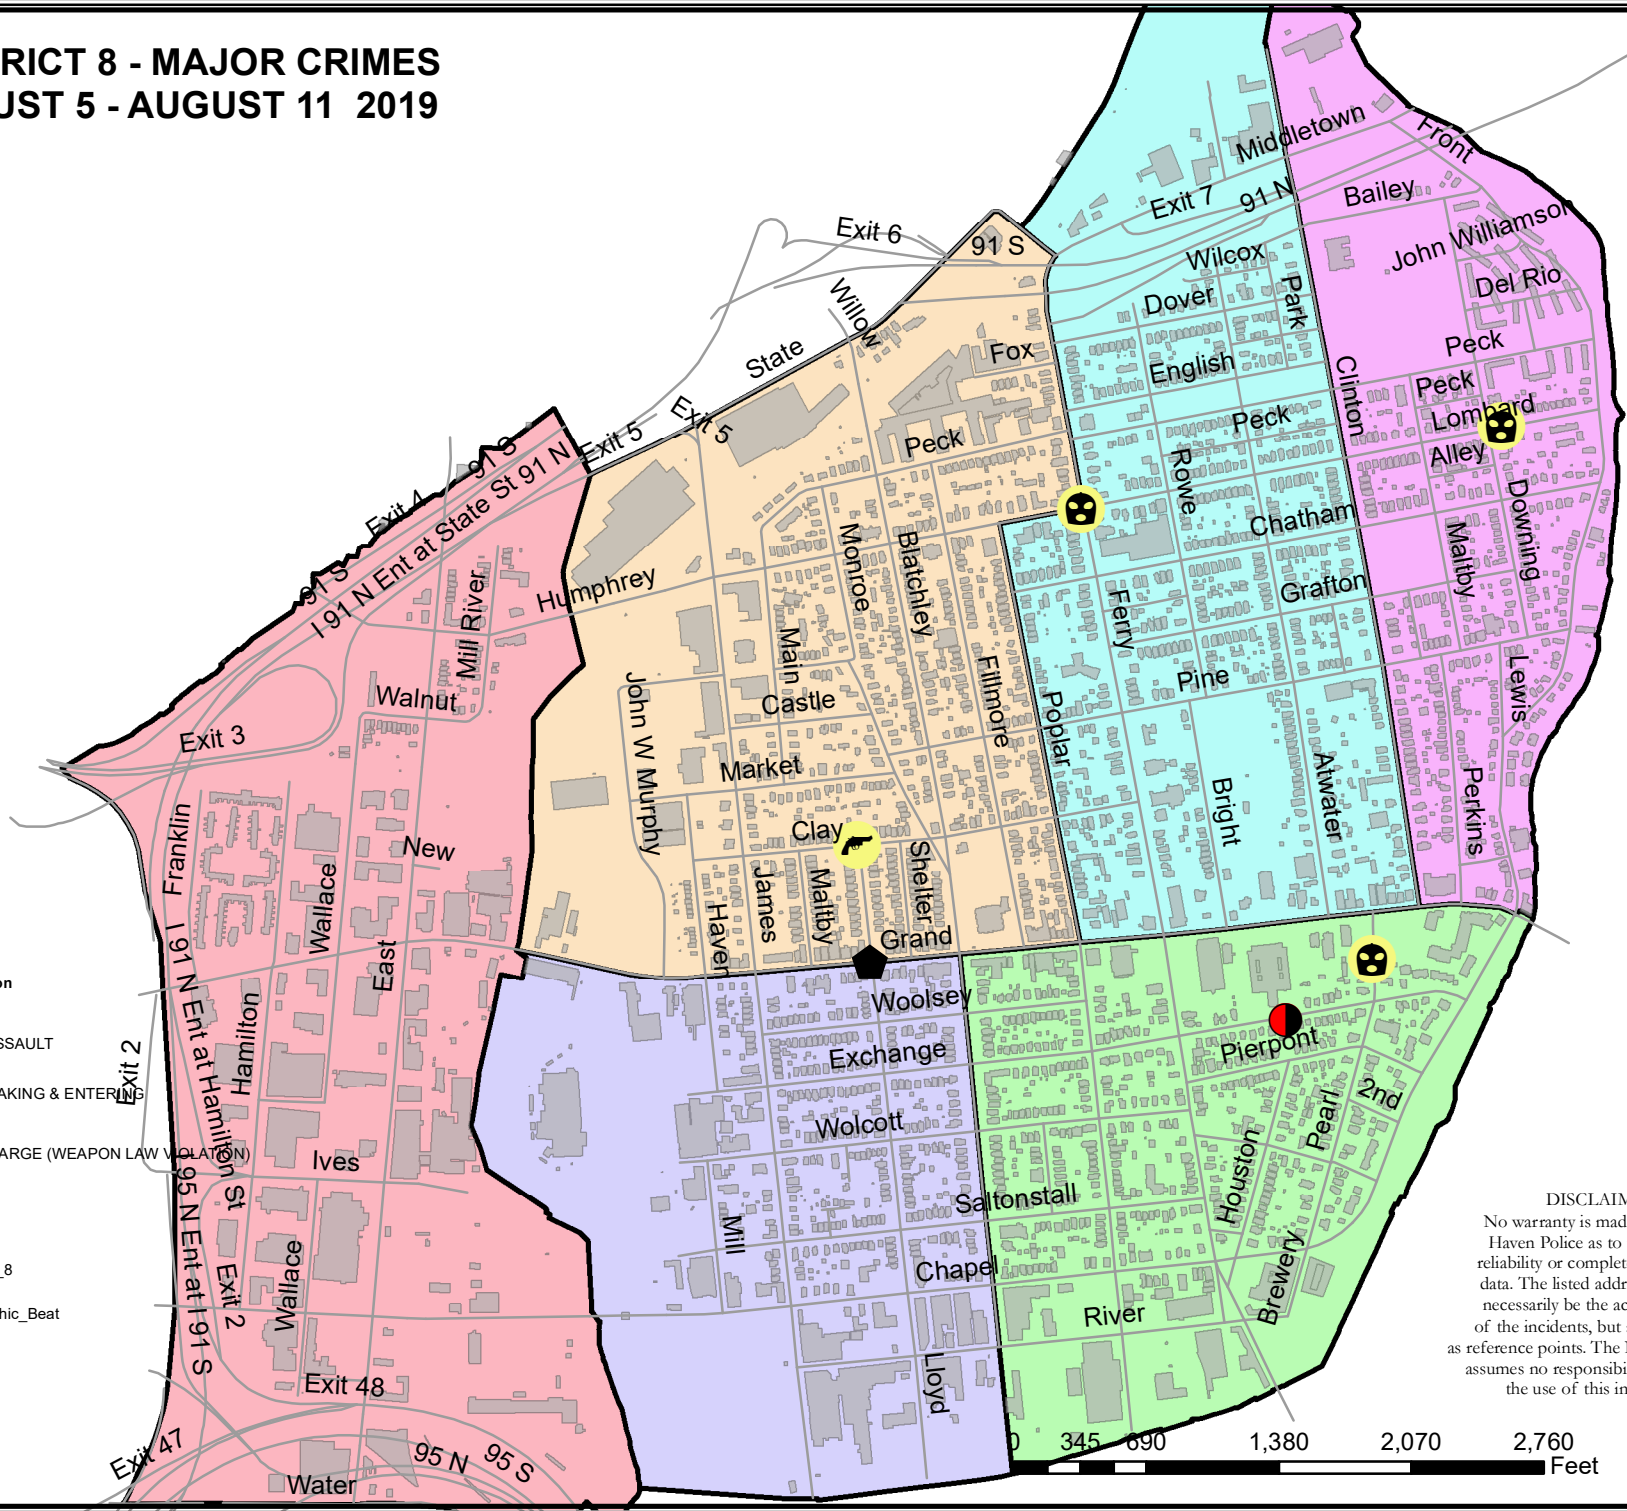 RICT 8 - MAJOR CRIMES
UST 5 - AUGUST 11  2019
Middletown
Front
Exit 7
91 N
Bailey
Exit 6
91 S
John Williamson
Wilcox
Del Rio
Dover
Park
Willow
State
Fox
Peck
English
Clinton
Peck
Exit 5
Peck
Lombard
Exit 5
Peck
Alley
91 S
91 N
Rowe
Exit 4
I 91 N Ent at State St
Chatham
Downing
Monroe
Blatchley
Maltby
91 S
Humphrey
Grafton
Mill River
Ferry
Main
Pine
Fillmore
Lewis
Walnut
Castle
John W Murphy
Poplar
Exit 3
Market
Atwater
Bright
Perkins
Clay
Franklin
New
Shelter
Wallace
James
Maltby
Haven
Grand
East
on
Woolsey
I 91 N Ent at Hamilton St
Hamilton
SSAULT
Exchange
Pierpont
Exit 2
AKING & ENTERING
2nd
Pearl
Wolcott
ARGE (WEAPON LAW VIOLATION)
Ives
Houston
Saltonstall
Mill
I 95 N Ent at I 91 S
Exit 2
Wallace
Chapel
Brewery
_8
River
hic_Beat
Lloyd
Exit 48
Exit 47
95 N
95 S
Water
DISCLAIM
No warranty is mad
Haven Police as to
reliability or complet
data. The listed addr
necessarily be the ac
of the incidents, but
as reference points. The
assumes no responsibi
the use of this in
0 345 690 1,380 2,070 2,760
Feet